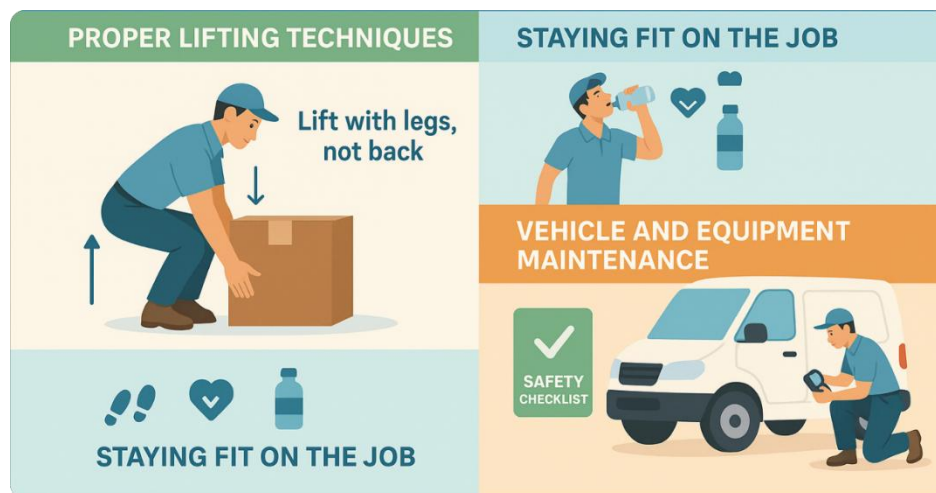 PROPER LIFTING TECHNIQUES
Lift with legs,
not back
STAYING FIT ON THE JOB
STAYING FIT ON THE JOB
VEHICLE AND EQUIPMENT
MAINTENANCE
SAFETY
CHECKLIST